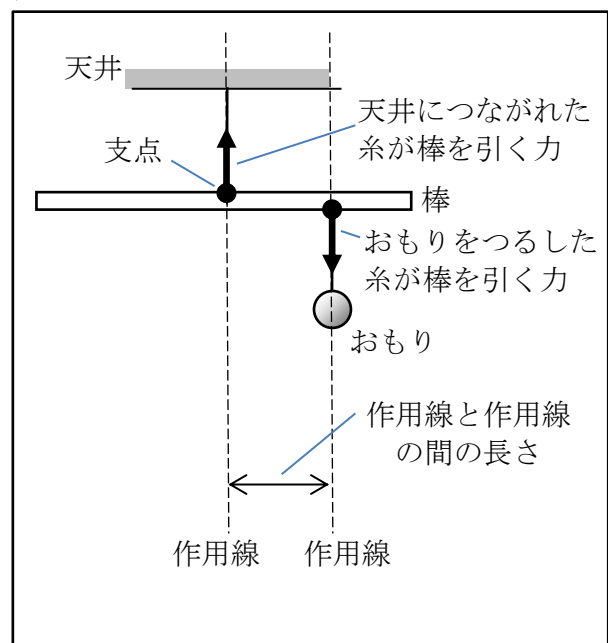 天井
天井につながれた
糸が棒を引く力
支点
棒
おもりをつるした
糸が棒を引く力
おもり
作用線と作用線
の間の長さ
作用線
作用線